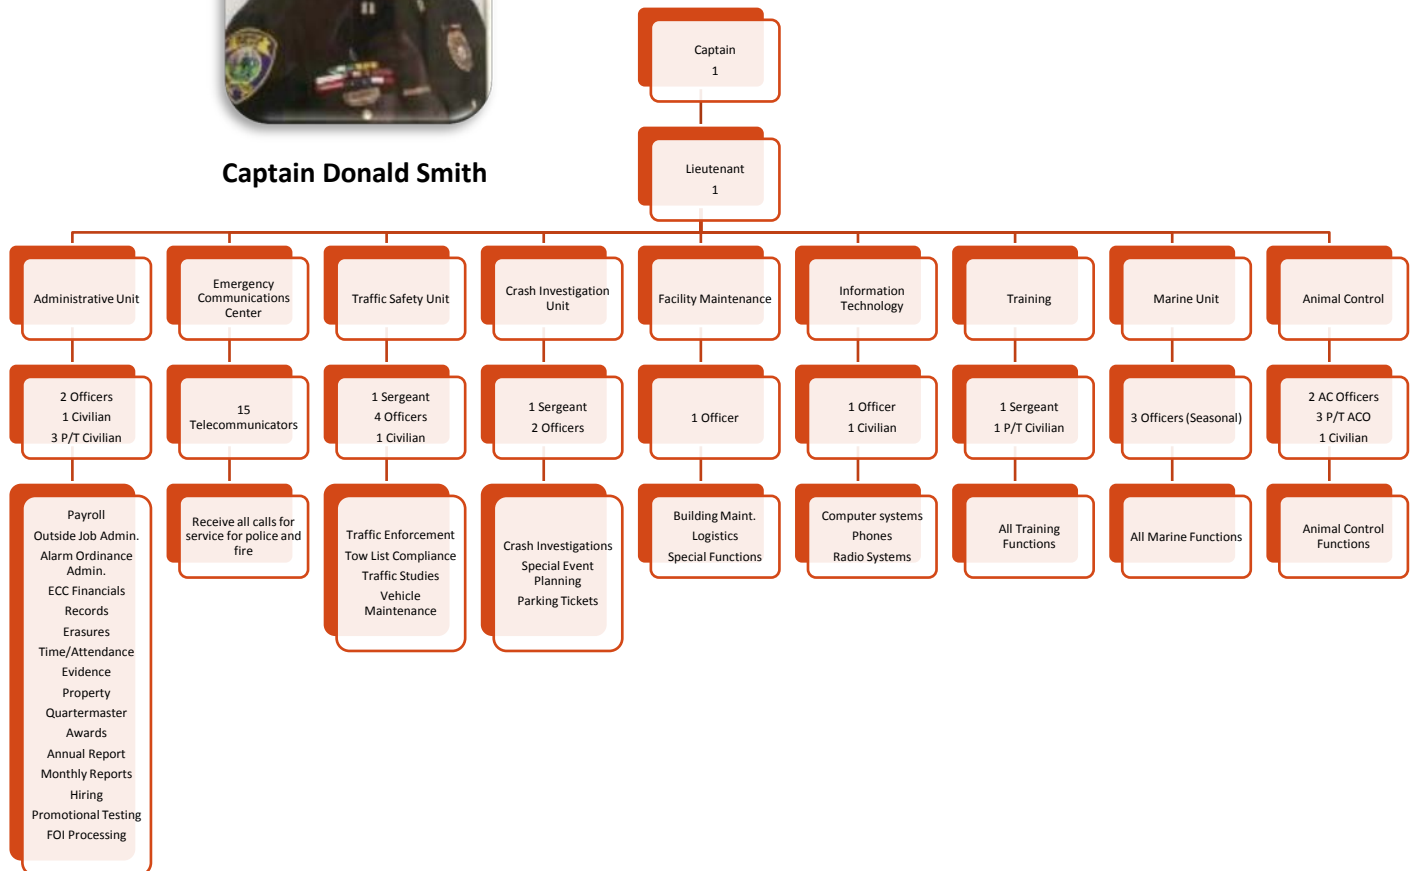 Captain
1
Captain Donald Smith
Lieutenant
1
Administrative Unit
Emergency
Communications
Center
Traffic Safety Unit
Crash Investigation
Unit
Facility Maintenance
Information
Technology
Training
Marine Unit
Animal Control
2 Officers
1 Civilian
3 P/T Civilian
15
Telecommunicators
1 Sergeant
4 Officers
1 Civilian
1 Sergeant
2 Officers
1 Officer
1 Officer
1 Civilian
1 Sergeant
1 P/T Civilian
3 Officers (Seasonal)
2 AC Officers
3 P/T ACO
1 Civilian
Payroll
Outside Job Admin.
Alarm Ordinance
Admin.
ECC Financials
Records
Erasures
Time/Attendance
Evidence
Property
Quartermaster
Awards
Annual Report
Monthly Reports
Hiring
Promotional Testing
FOI Processing
Receive all calls for
service for police and
fire
Traffic Enforcement
Tow List Compliance
Traffic Studies
Vehicle
Maintenance
Crash Investigations
Special Event
Planning
Parking Tickets
Building Maint.
Logistics
Special Functions
Computer systems
Phones
Radio Systems
All Training
Functions
All Marine Functions
Animal Control
Functions